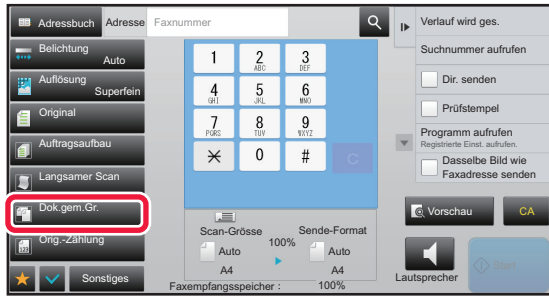 Adressbuch
Adresse
Faxnummer
Verlauf wird ges.
Belichtung
Auto
Suchnummer aufrufen
Auflösung
Superfein
Dir. senden
Original
Prüfstempel
Auftragsaufbau
Programm aufrufen
Registrierte Einst. aufrufen.
Langsamer Scan
Dasselbe Bild wie
Faxadresse senden
Dok.gem.Gr.
Orig.-Zählung
Sonstiges
1
2
ABC
3
DEF
4
GHI
5
JKL
6
MNO
7
PQRS
8
TUV
9
WXYZ
0
#
C
Scan-Grösse
Auto
A4
100%
Sende-Format
Auto
A4
Faxempfangsspeicher : 100%
Vorschau
CA
Lautsprecher
Start